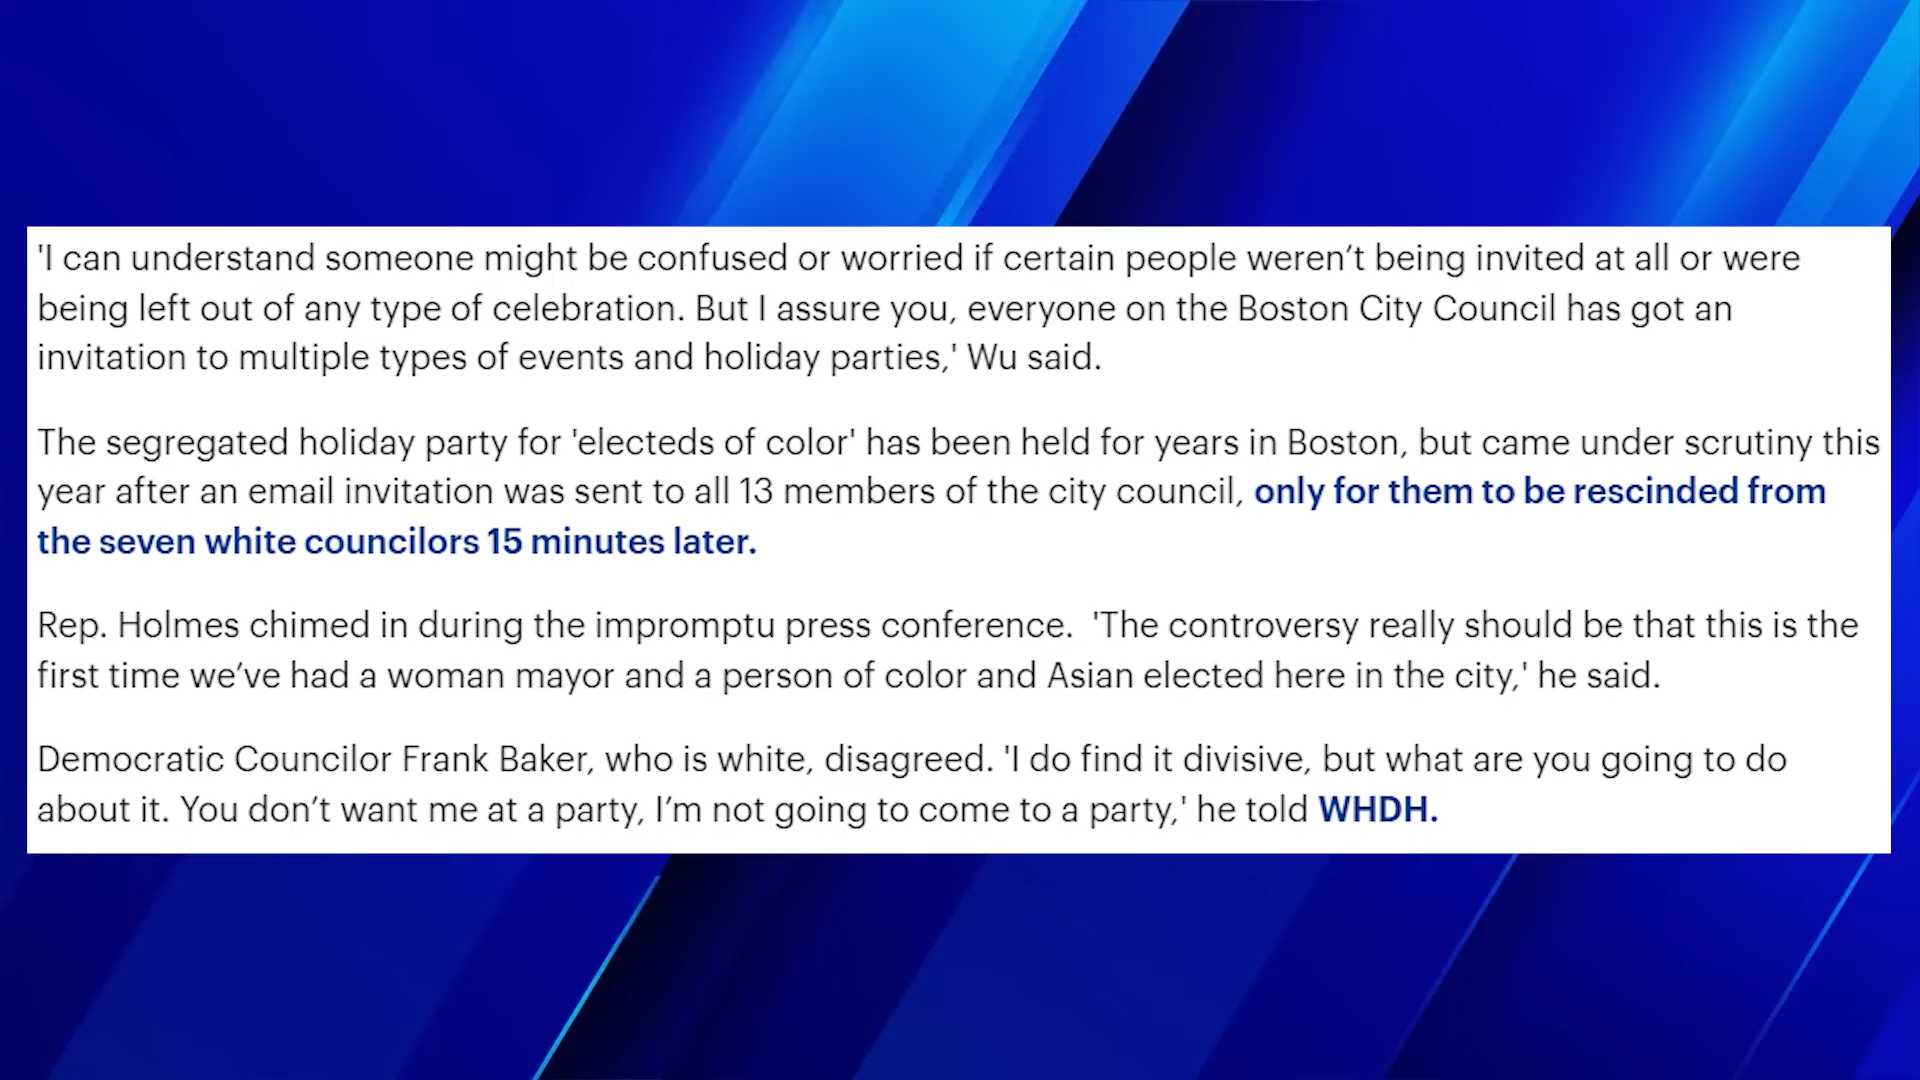 'I can understand someone might be confused or worried if certain people weren’t being invited at all or were
being left out of any type of celebration. But I assure you, everyone on the Boston City Council has got an
invitation to multiple types of events and holiday parties,' Wu said.
The segregated holiday party for 'electeds of color' has been held for years in Boston, but came under scrutiny this
year after an email invitation was sent to all 13 members of the city council, only for them to be rescinded from
the seven white councilors 15 minutes later.
Rep. Holmes chimed in during the impromptu press conference.  'The controversy really should be that this is the
first time we’ve had a woman mayor and a person of color and Asian elected here in the city,' he said.
Democratic Councilor Frank Baker, who is white, disagreed. 'I do find it divisive, but what are you going to do
about it. You don’t want me at a party, I’m not going to come to a party,' he told WHDH.